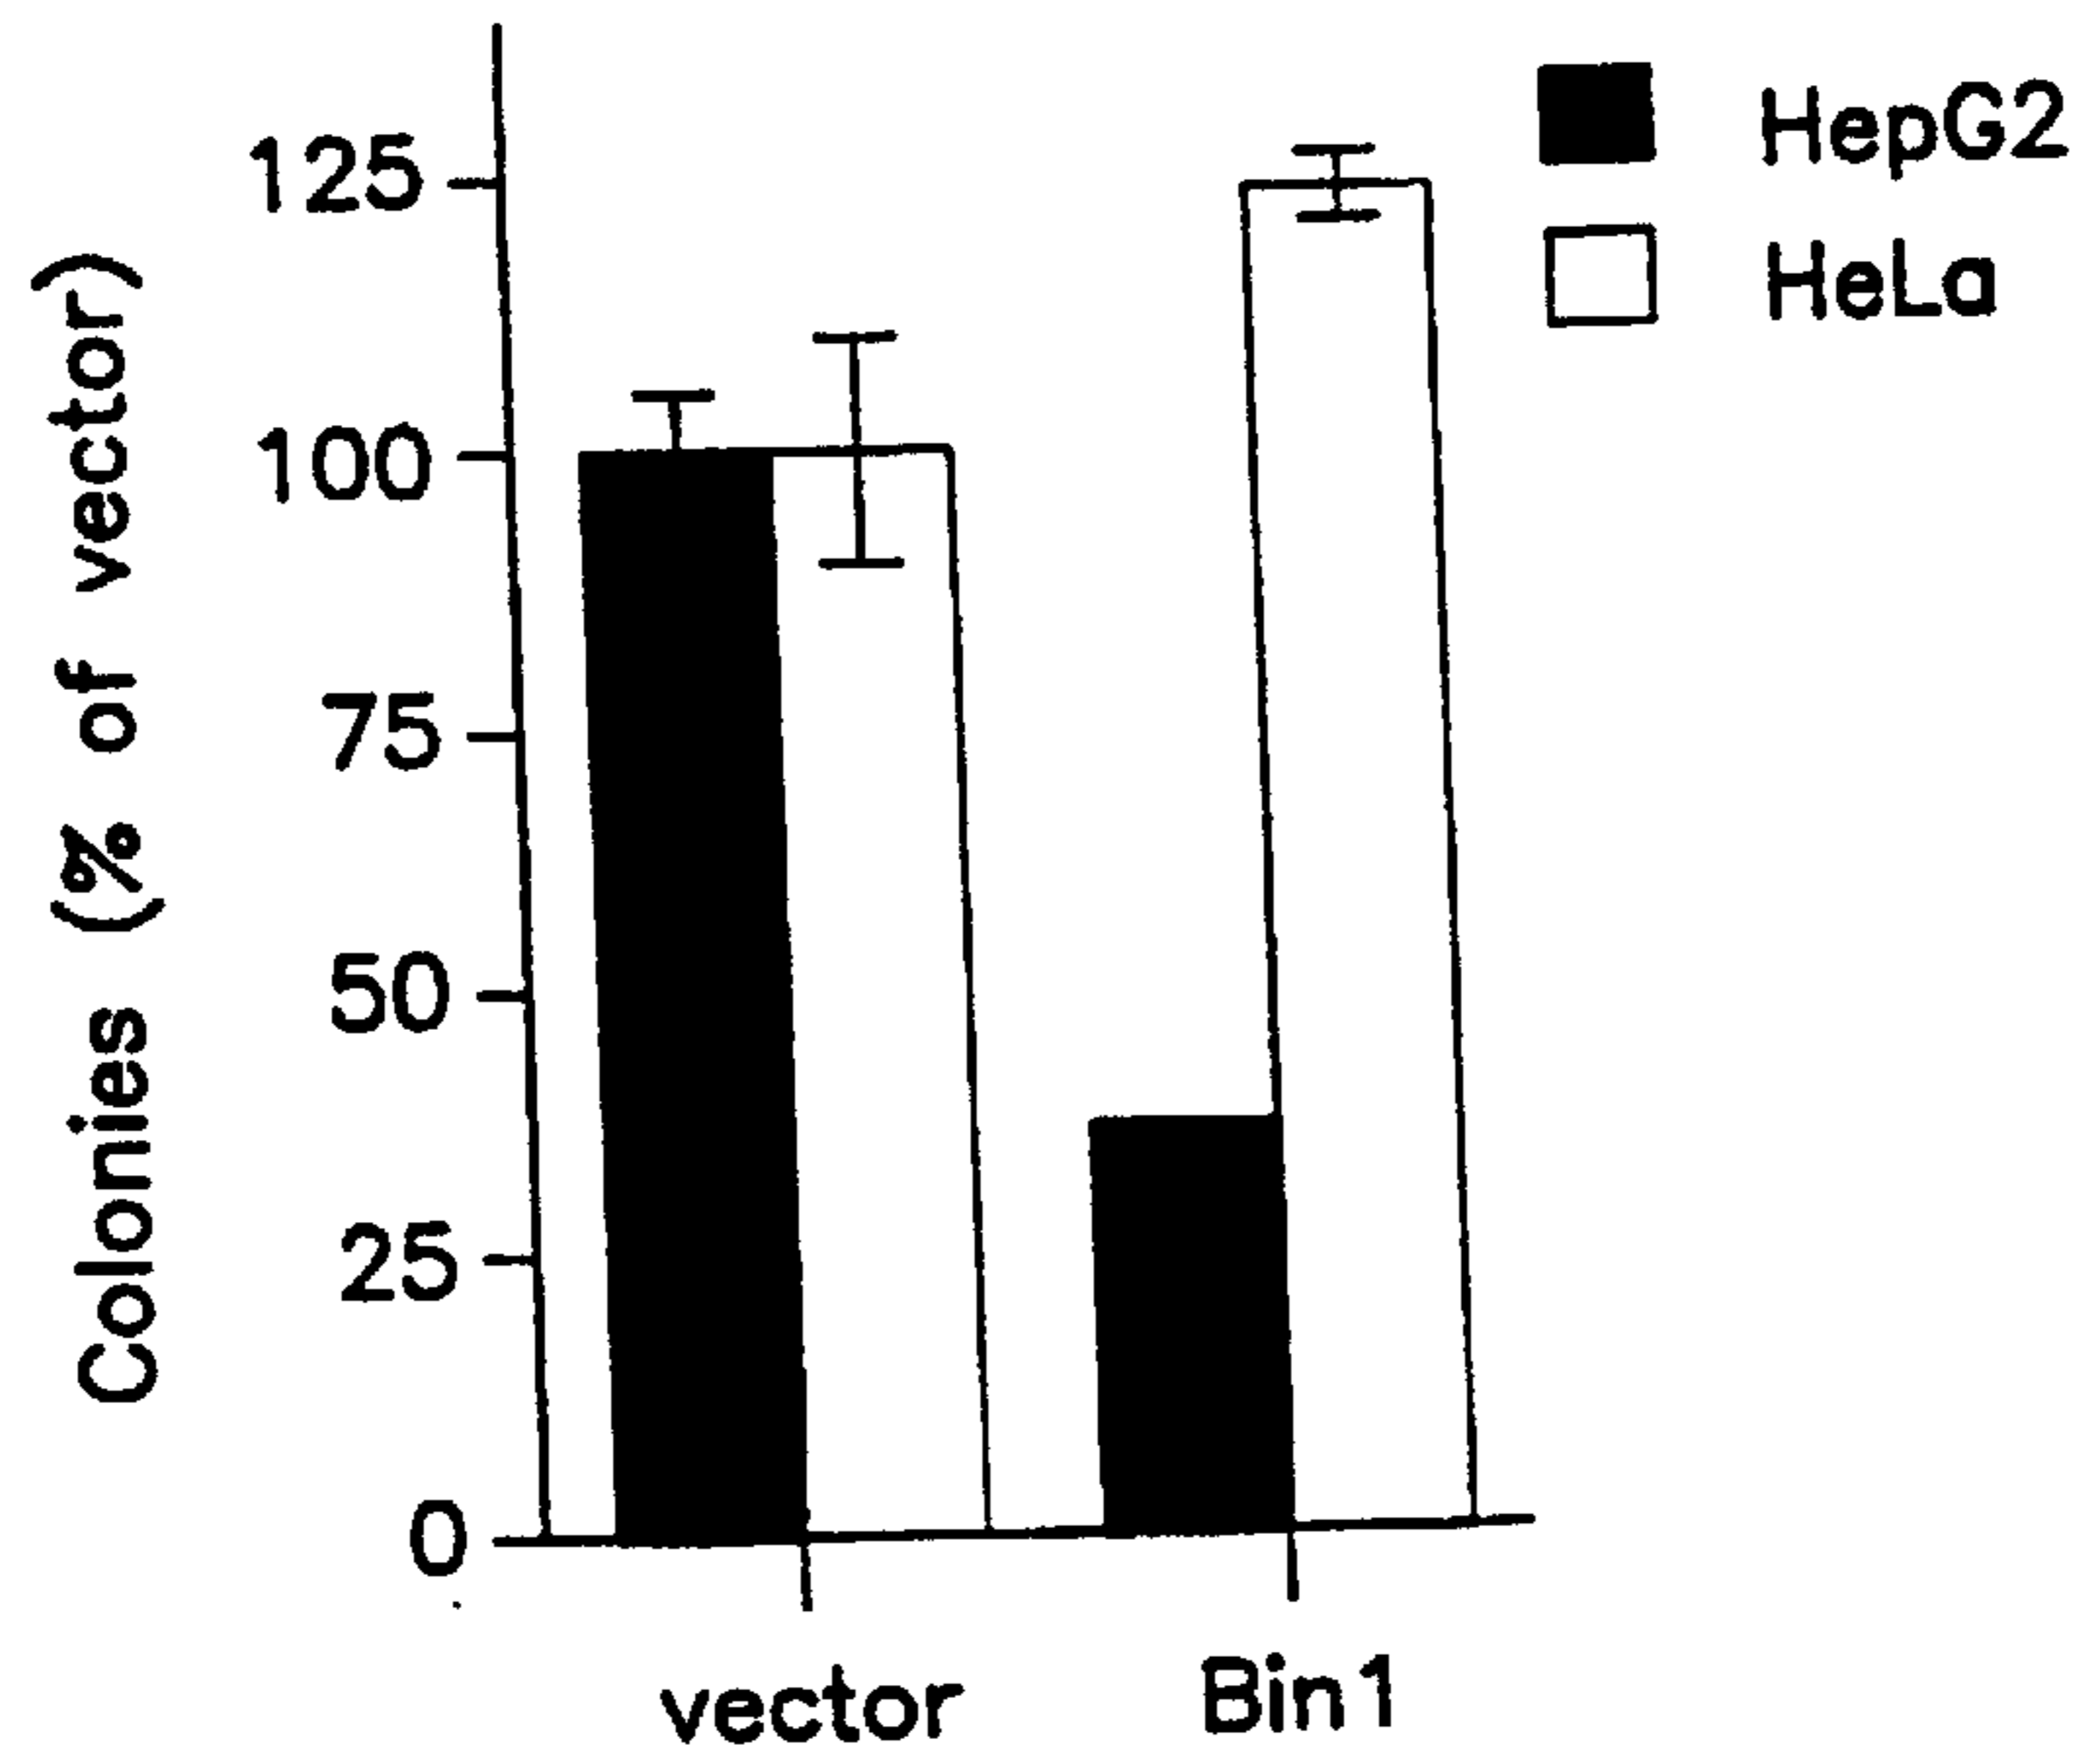 Colonies (% of vector)
125
100
75
50
25
0
vector
Bin1
HepG2
HeLa